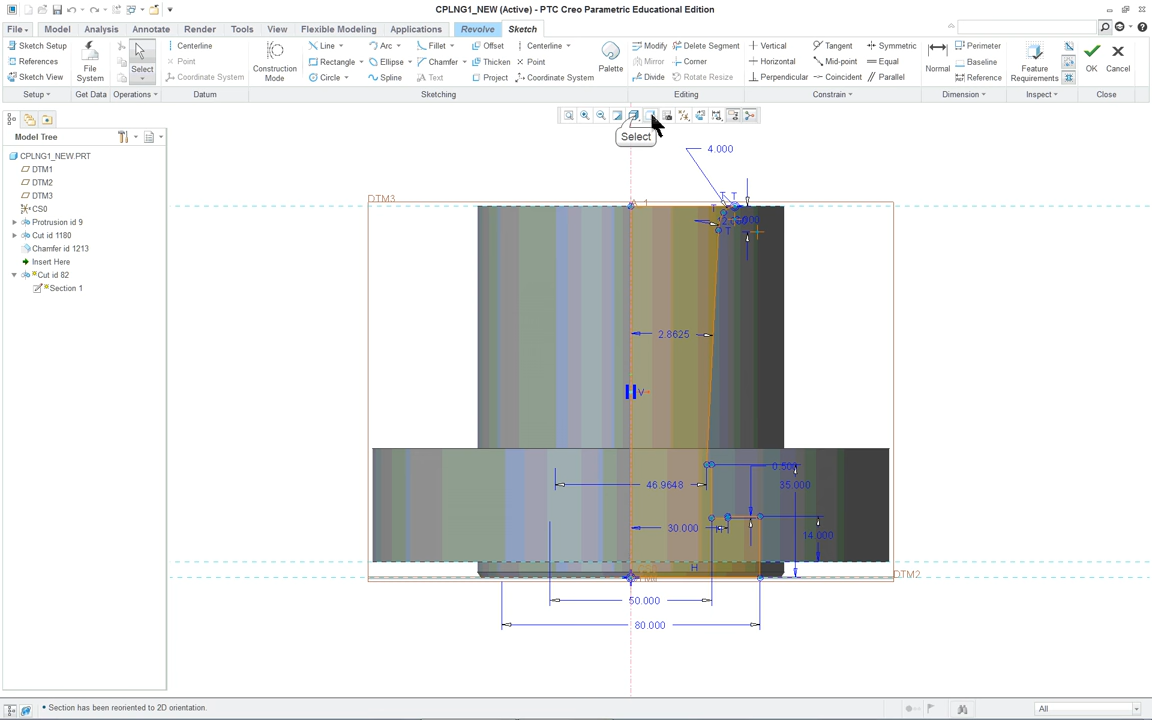 CPLNG1_NEW (Active) - PTC Creo Parametric Educational Edition
File Model Analysis Annotate Render Tools View Flexible Modeling Applications Revolve Sketch
Sketch Setup
References
Sketch View
Setup
File System
Get Data
Select
Operations
Centerline
Point
Coordinate System
Datum
Construction Mode
Line Arc Fillet Offset Centerline
Rectangle Ellipse Chamfer Thicken Point
Circle Spline Project Coordinate System
Palette
Sketching
Modify Delete Segment
Mirror Corner
Divide Rotate Resize
Editing
Vertical Tangent Symmetric
Horizontal Mid-point Equal
Perpendicular Coincident Parallel
Constrain
Normal
Perimeter
Baseline
Reference
Dimension
Feature Requirements
Inspect
OK Cancel
Close
Model Tree
CPLNG1_NEW.PRT
DTM1
DTM2
DTM3
CS0
Protrusion id 9
Cut id 1180
Chamfer id 1213
Insert Here
*Cut id 82
*Section 1
Select
4.000
DTM3
1
T T
T
T
2.8625
V
0.500
46.9648 35.000
30.000 H
14.000
H
DTM2
50.000
80.000
• Section has been reoriented to 2D orientation.
All